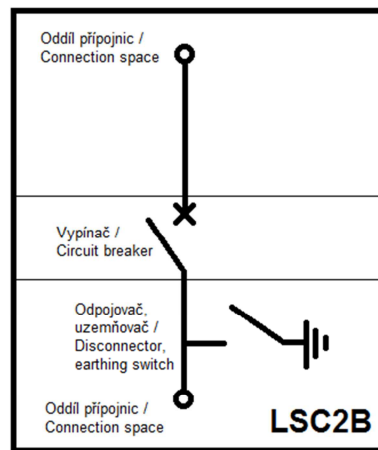 Oddíl přípojnic /
Connection space
Vypínač /
Circuit breaker
Odpojovač,
uzemňovač /
Disconnector,
earthing switch
Oddíl přípojnic /
Connection space
LSC2B